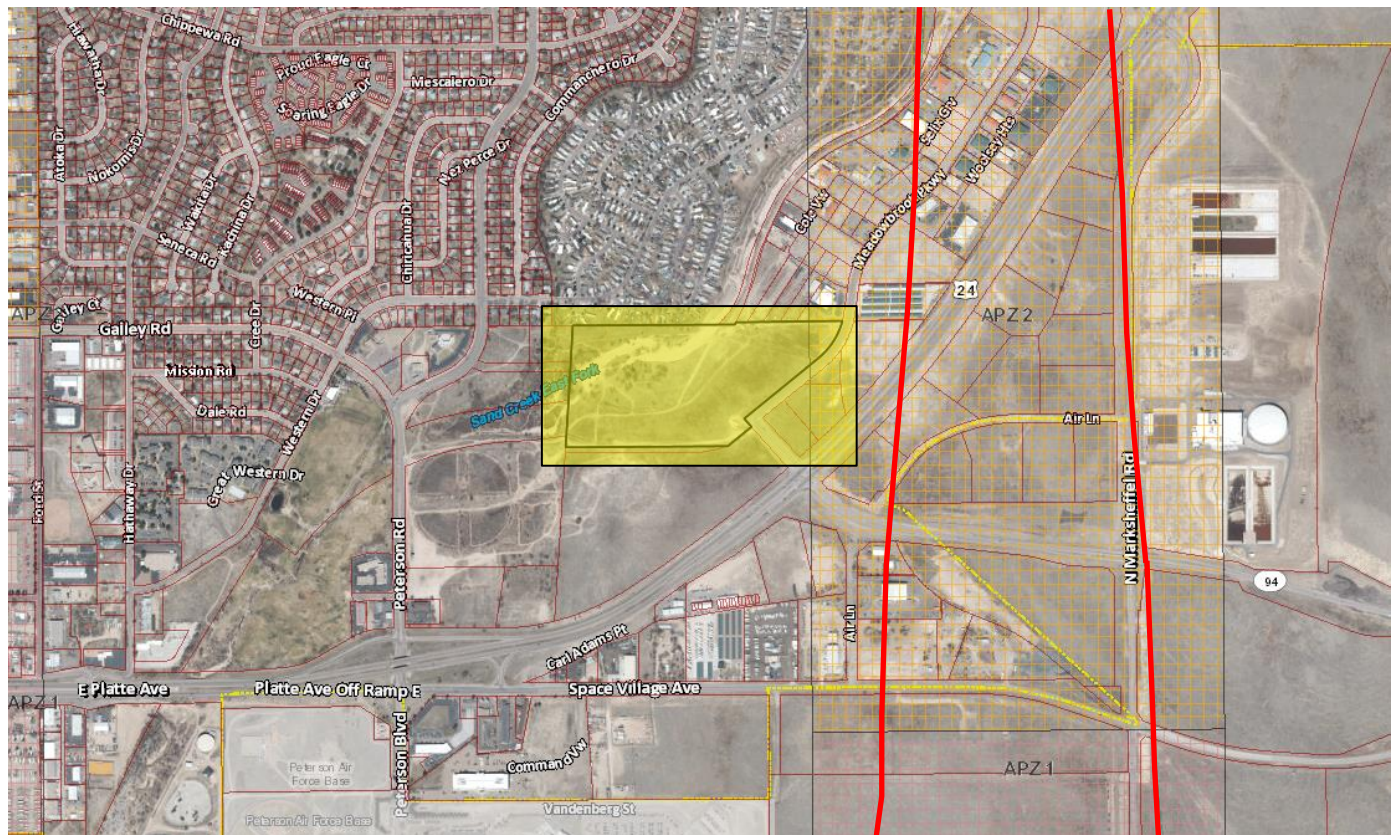 Chippewa Rd
Hiawatha Dr
Proud Eagle Ct
Mescalero Dr
Commanchero Dr
Soaring Eagle Dr
Salix Grv
Woolsey Hts
Atoka Dr
Nokomis Dr
Nez Perce Dr
Wakita Dr
Kachina Dr
Cole Vw
Meadowbrook Pkwy
Chiricahua Dr
Seneca Rd
24
Western Pl
APZ
Galley Ct
Galley Rd
Cree Dr
APZ 2
Mission Rd
Sand Creek East Fork
Dale Rd
Western Dr
Air Ln
Great Western Dr
Ford St
Hathaway Dr
N Marksheffel Rd
Peterson Rd
94
Air Ln
Carl Adams Pt
E Platte Ave
Platte Ave Off Ramp E
Space Village Ave
APZ 1
Peterson Blvd
Command Vw
Peterson Air
Force Base
APZ 1
Vandenberg St
Peterson Air Force Base